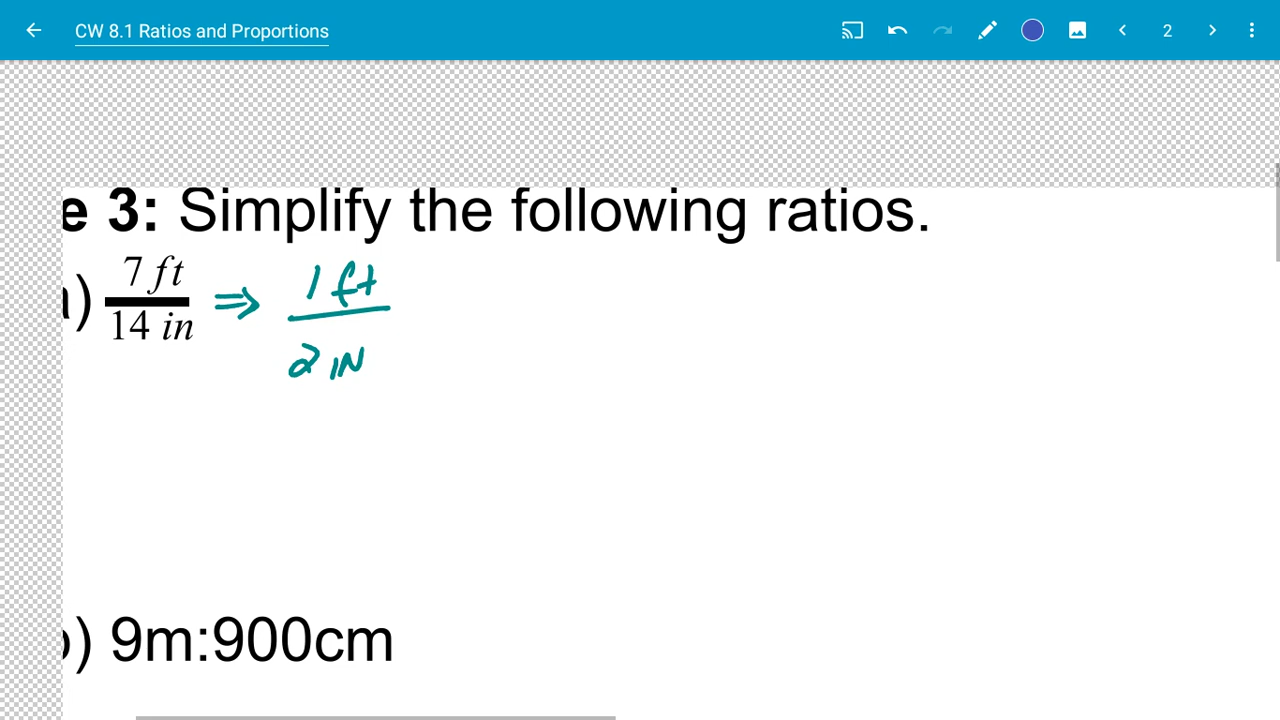 CW 8.1 Ratios and Proportions
2
e 3: Simplify the following ratios.
a) 7 ft / 14 in ⇒ 1 ft / 2 IN
b) 9m:900cm